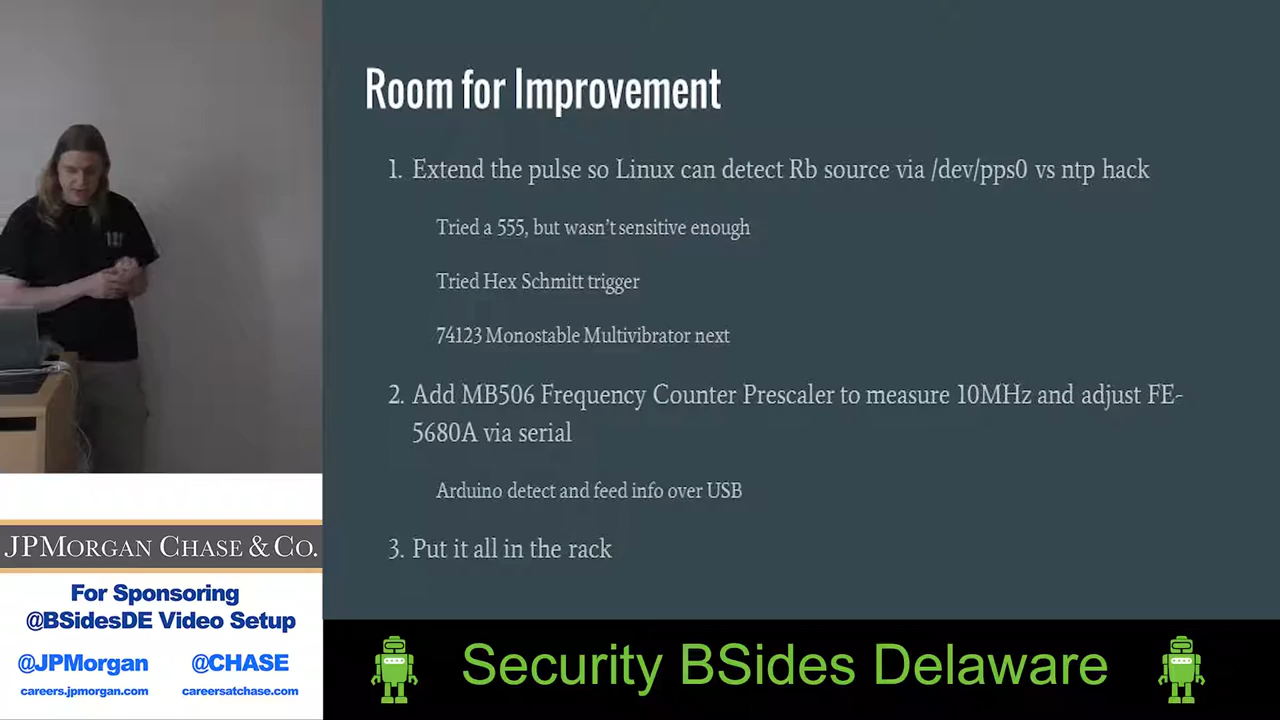 Room for Improvement
1. Extend the pulse so Linux can detect Rb source via /dev/pps0 vs ntp hack
Tried a 555, but wasn't sensitive enough
Tried Hex Schmitt trigger
74123 Monostable Multivibrator next
2. Add MB506 Frequency Counter Prescaler to measure 10MHz and adjust FE-
5680A via serial
Arduino detect and feed info over USB
3. Put it all in the rack
JPMORGAN CHASE & CO.
For Sponsoring
@BSidesDE Video Setup
@JPMorgan @CHASE
careers.jpmorgan.com careersatchase.com
Security BSides Delaware